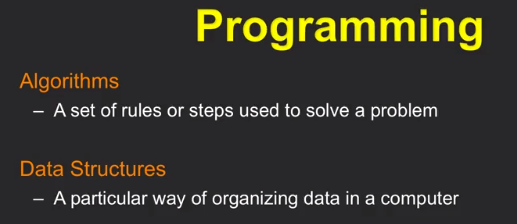 Programming
Algorithms
– A set of rules or steps used to solve a problem
Data Structures
– A particular way of organizing data in a computer